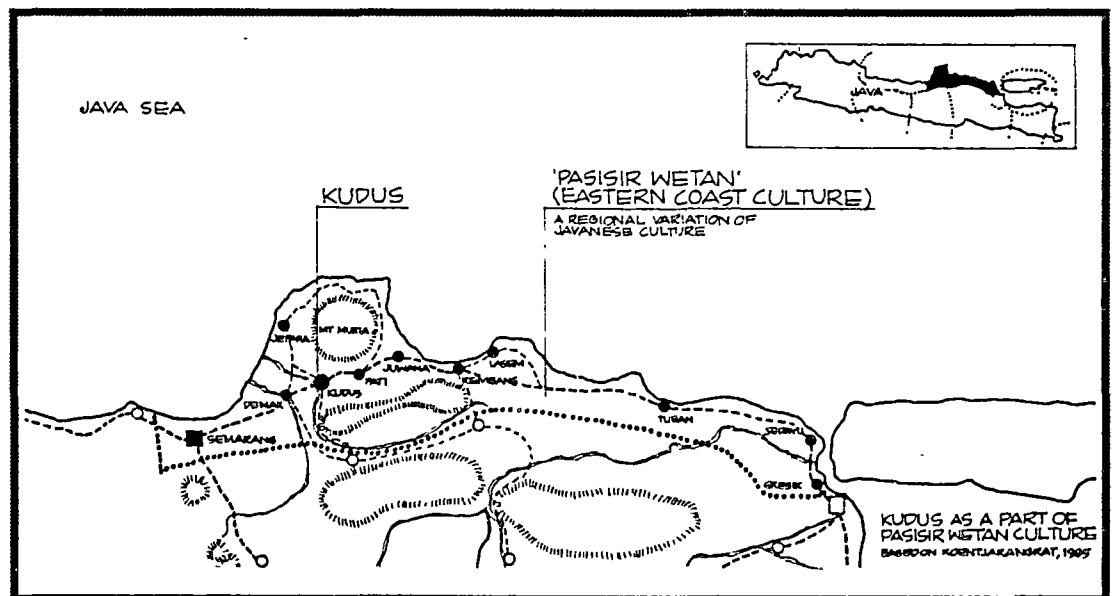 JAVA SEA
JAVA
KUDUS
'PASISIR WETAN'
(EASTERN COAST CULTURE)
A REGIONAL VARIATION OF
JAVANESE CULTURE
JEPARA
MT MURIA
JUWANA
LASEM
PATI
REMBANG
KUDUS
DEMAK
SEMARANG
TUBAN
GRESIK
KUDUS AS A PART OF
PASISIR WETAN CULTURE
BASED ON KOENTJARANGRAT, 1985